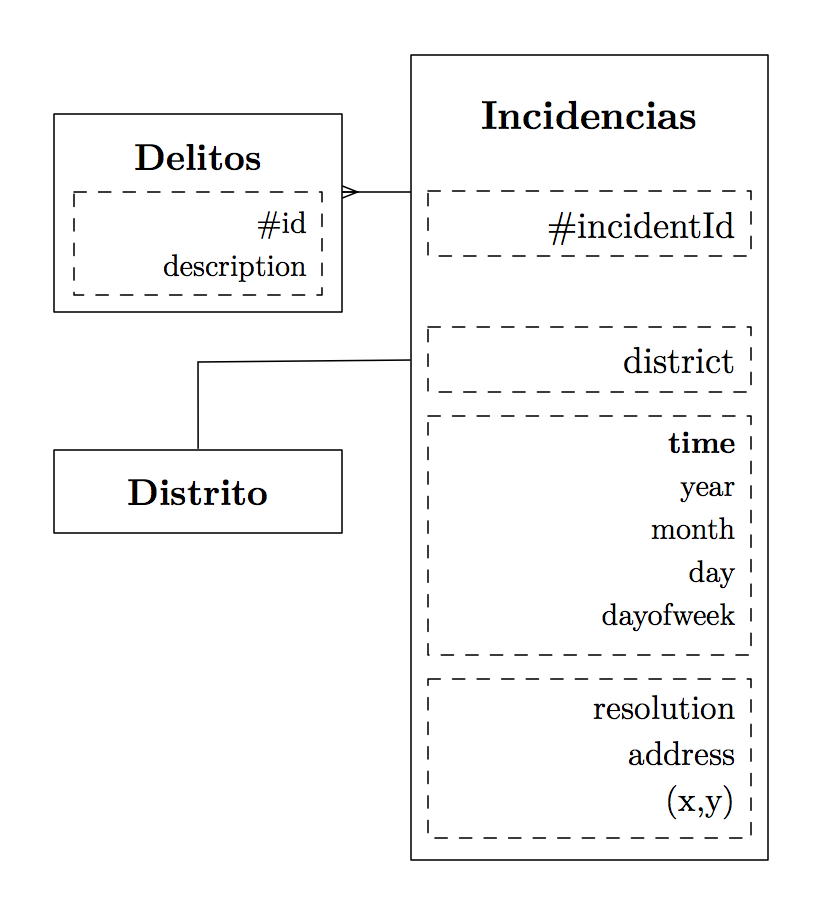 Delitos
#id
description
Distrito
Incidencias
#incidentId
district
time
year
month
day
dayofweek
resolution
address
(x,y)